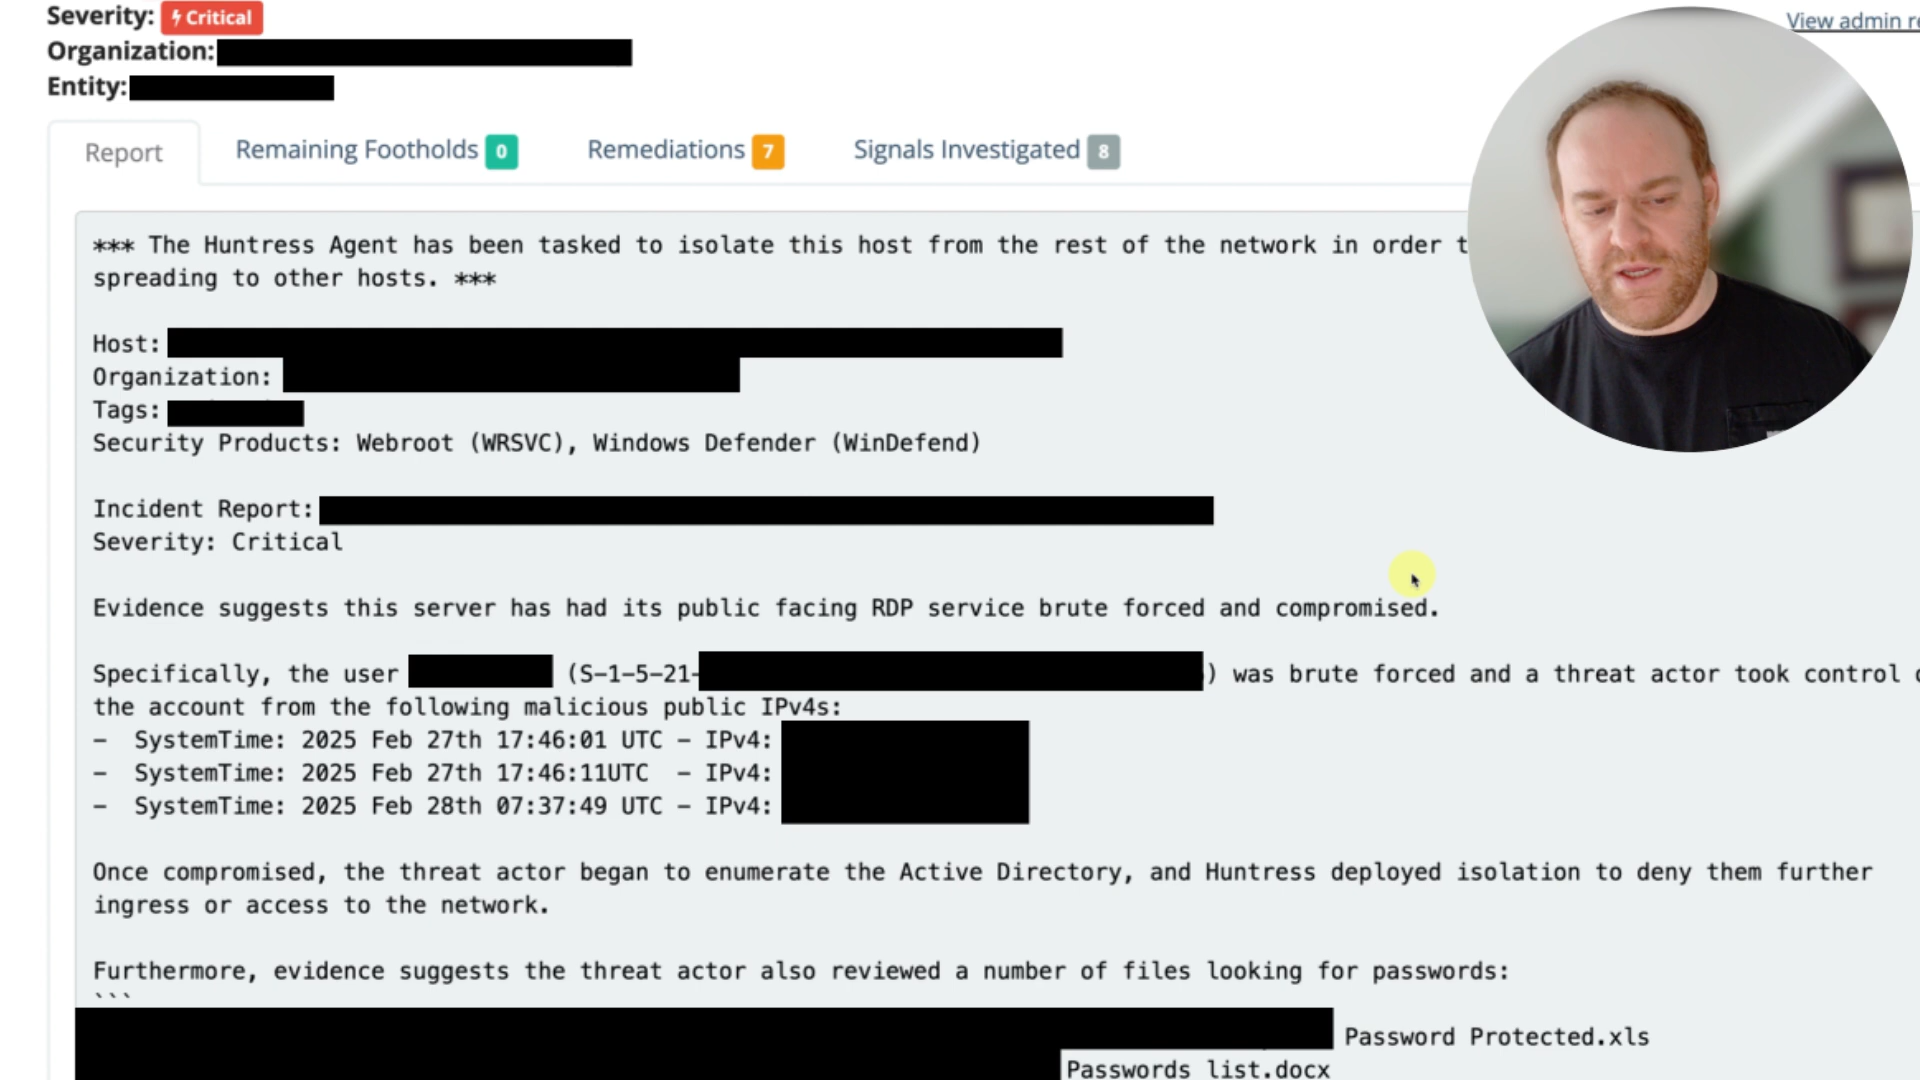 Severity: Critical
View admin re
Organization:
Entity:
Report Remaining Footholds 0 Remediations 7 Signals Investigated 8
*** The Huntress Agent has been tasked to isolate this host from the rest of the network in order t
spreading to other hosts. ***
Host:
Organization:
Tags:
Security Products: Webroot (WRSVC), Windows Defender (WinDefend)
Incident Report:
Severity: Critical
Evidence suggests this server has had its public facing RDP service brute forced and compromised.
Specifically, the user (S-1-5-21- ) was brute forced and a threat actor took control o
the account from the following malicious public IPv4s:
- SystemTime: 2025 Feb 27th 17:46:01 UTC - IPv4:
- SystemTime: 2025 Feb 27th 17:46:11UTC - IPv4:
- SystemTime: 2025 Feb 28th 07:37:49 UTC - IPv4:
Once compromised, the threat actor began to enumerate the Active Directory, and Huntress deployed isolation to deny them further
ingress or access to the network.
Furthermore, evidence suggests the threat actor also reviewed a number of files looking for passwords:
```
Password Protected.xls
Passwords list.docx